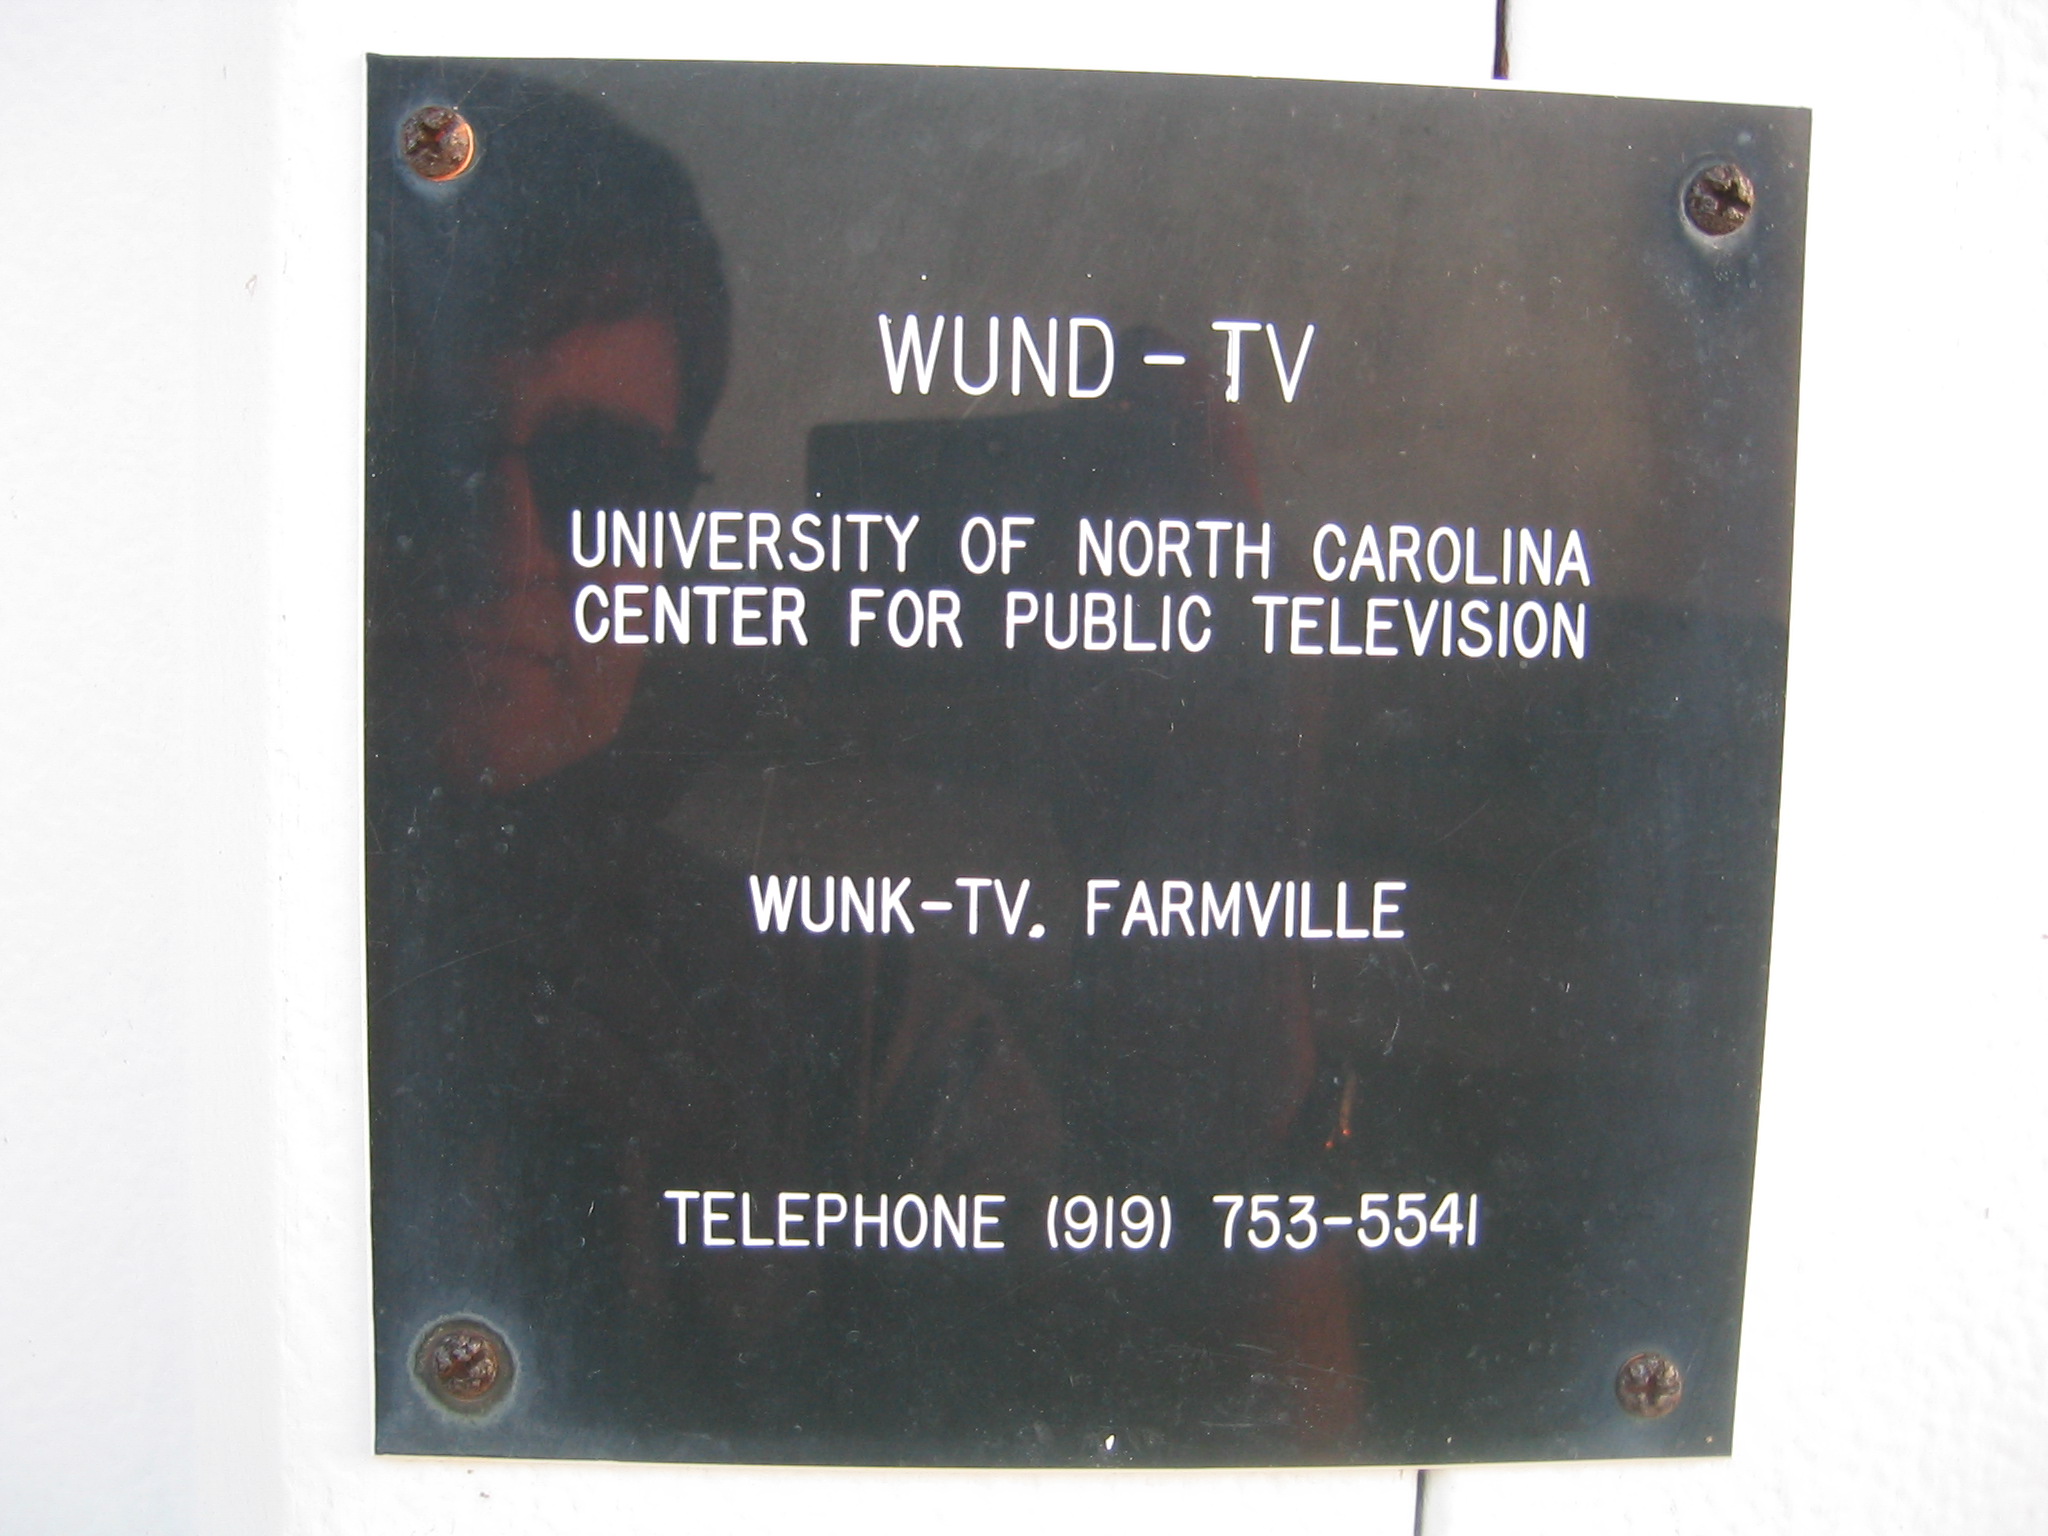 WUND - TV
UNIVERSITY OF NORTH CAROLINA
CENTER FOR PUBLIC TELEVISION
WUNK-TV. FARMVILLE
TELEPHONE (919) 753-5541